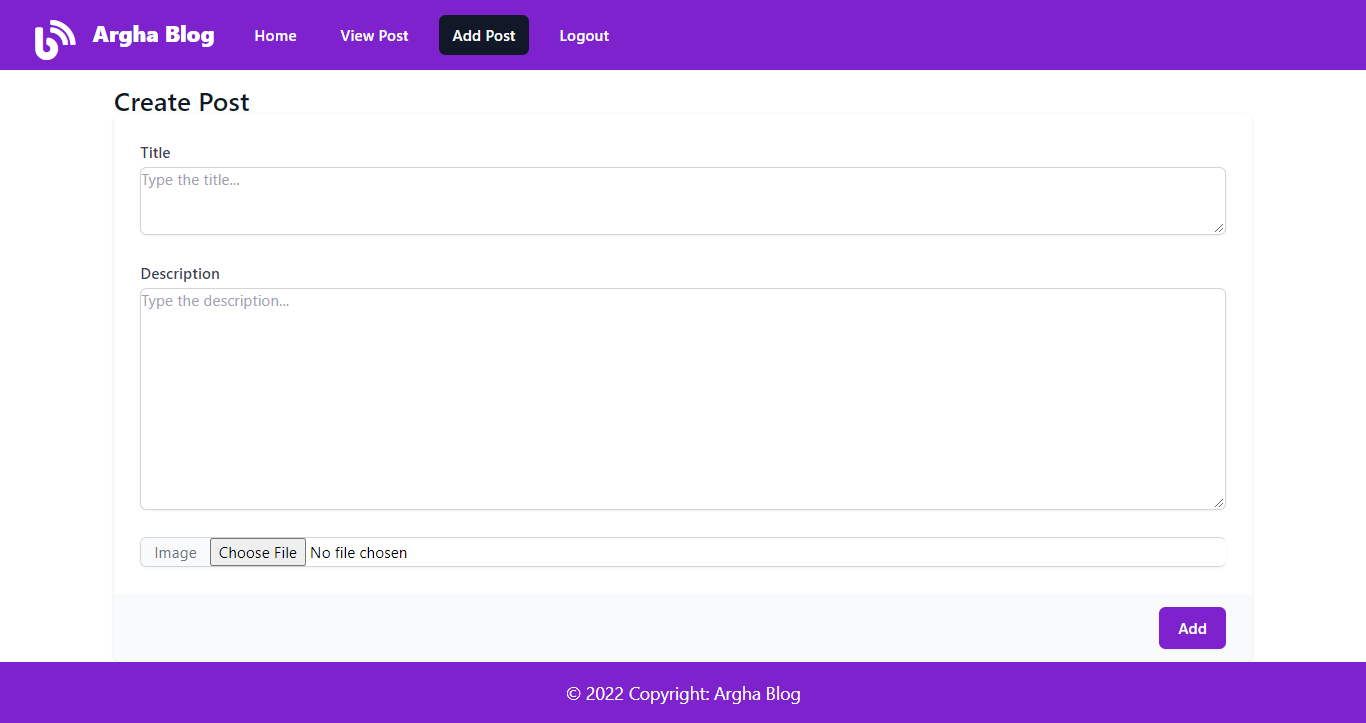 Argha Blog Home View Post Add Post Logout
Create Post
Title
Type the title...
Description
Type the description...
Image Choose File No file chosen
Add
© 2022 Copyright: Argha Blog